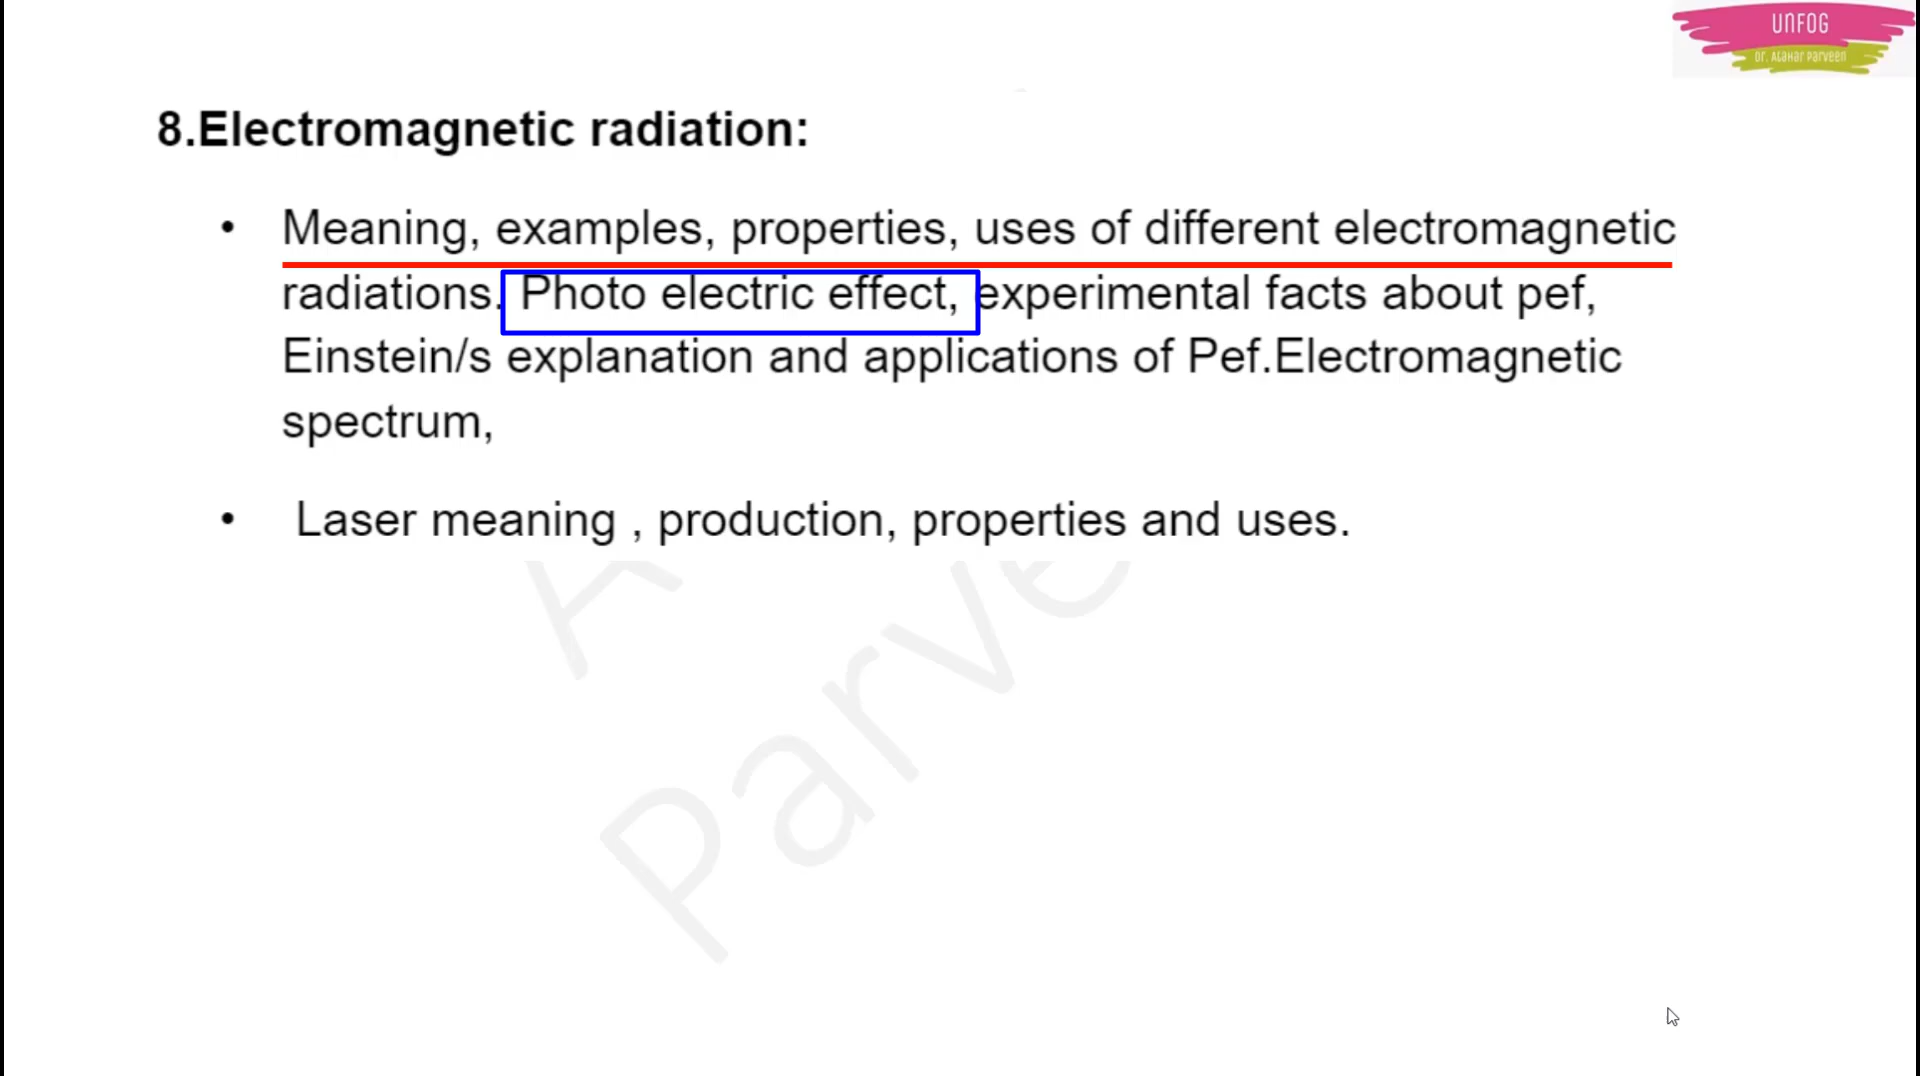 UNFOG
Dr. Atahar Parveen
8.Electromagnetic radiation:
• Meaning, examples, properties, uses of different electromagnetic
radiations. Photo electric effect, experimental facts about pef,
Einstein/s explanation and applications of Pef.Electromagnetic
spectrum,
• Laser meaning , production, properties and uses.